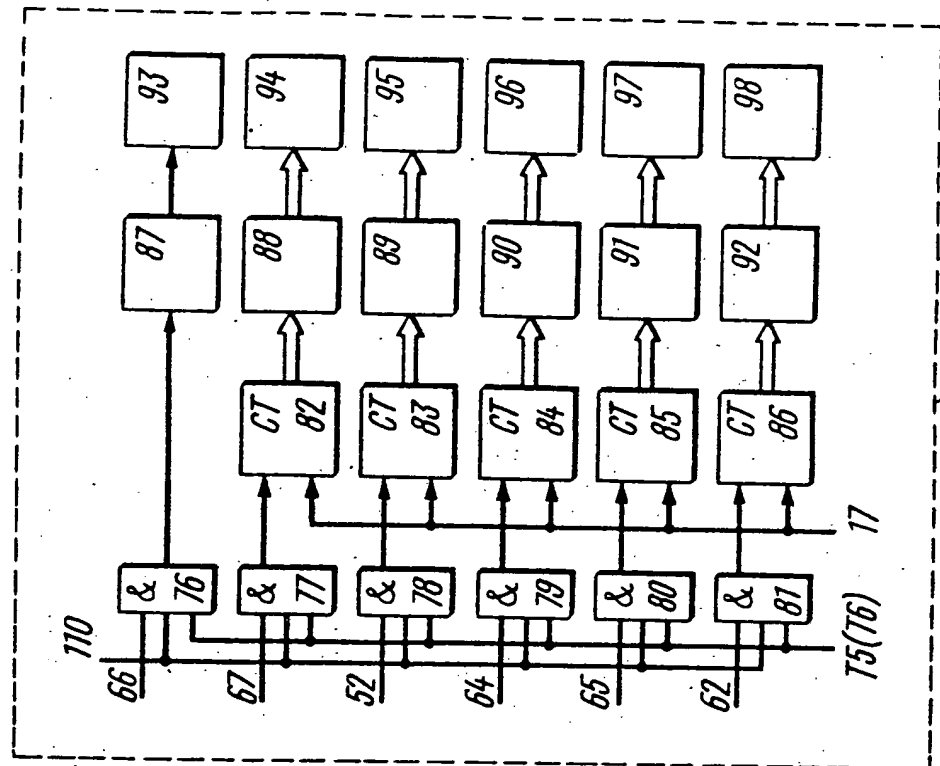 110
66 & 87 93
76
67 & CT 88 94
77 82
52 & CT 89 95
78 83
64 & CT 90 96
79 84
65 & CT 91 97
80 85
62 & CT 92 98
81 86
T5(T6) 17